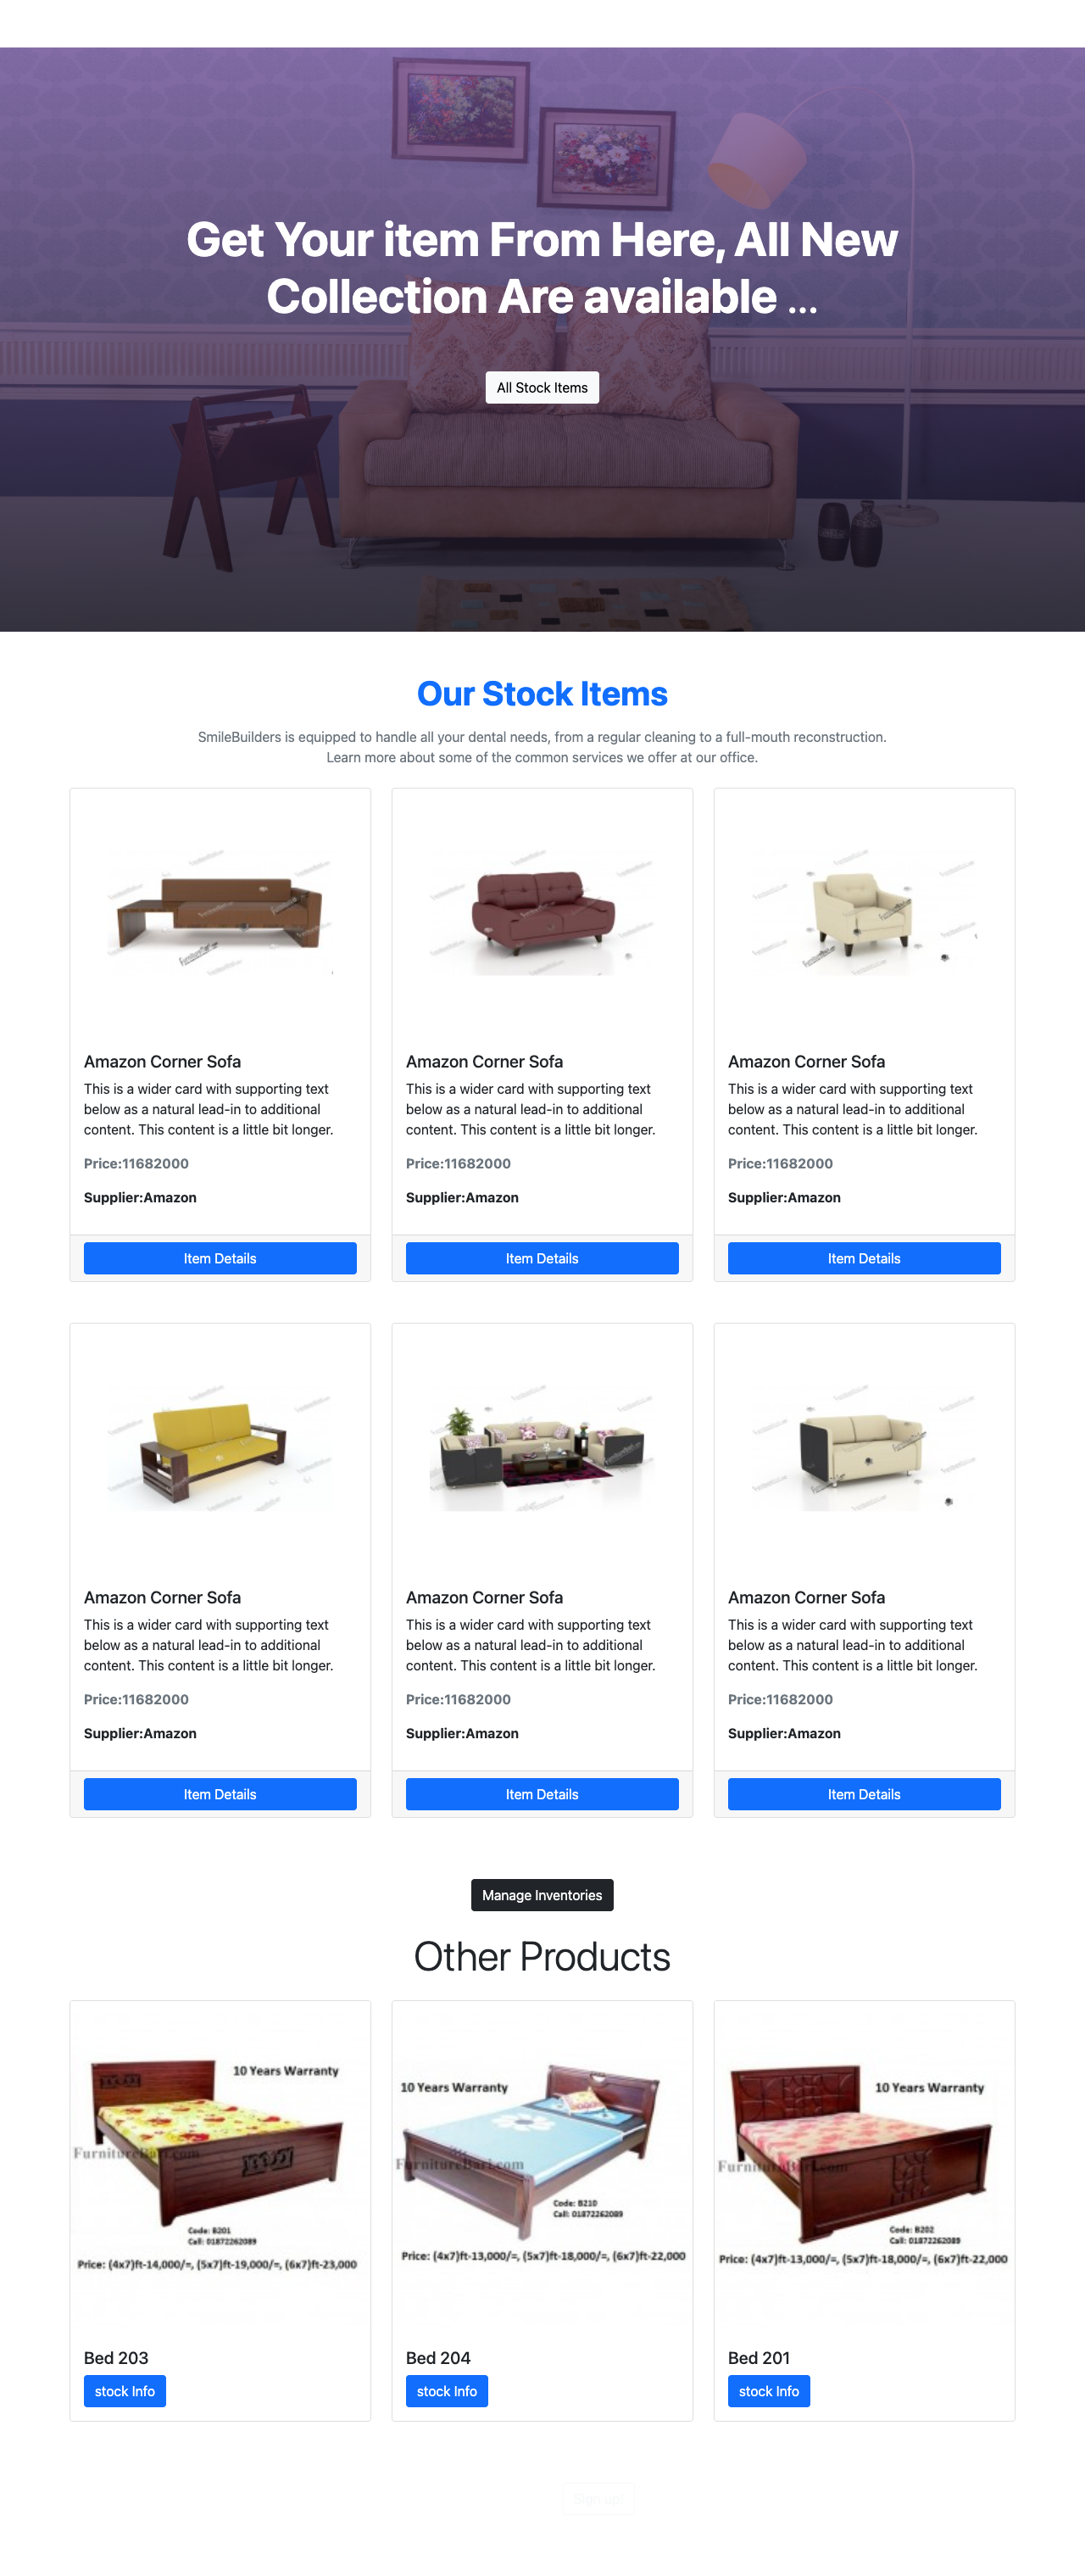 Get Your item From Here, All New
Collection Are available ...
All Stock Items
Our Stock Items
SmileBuilders is equipped to handle all your dental needs, from a regular cleaning to a full-mouth reconstruction.
Learn more about some of the common services we offer at our office.
Amazon Corner Sofa
This is a wider card with supporting text
below as a natural lead-in to additional
content. This content is a little bit longer.
Price:11682000
Supplier:Amazon
Item Details
Amazon Corner Sofa
This is a wider card with supporting text
below as a natural lead-in to additional
content. This content is a little bit longer.
Price:11682000
Supplier:Amazon
Item Details
Amazon Corner Sofa
This is a wider card with supporting text
below as a natural lead-in to additional
content. This content is a little bit longer.
Price:11682000
Supplier:Amazon
Item Details
Amazon Corner Sofa
This is a wider card with supporting text
below as a natural lead-in to additional
content. This content is a little bit longer.
Price:11682000
Supplier:Amazon
Item Details
Amazon Corner Sofa
This is a wider card with supporting text
below as a natural lead-in to additional
content. This content is a little bit longer.
Price:11682000
Supplier:Amazon
Item Details
Amazon Corner Sofa
This is a wider card with supporting text
below as a natural lead-in to additional
content. This content is a little bit longer.
Price:11682000
Supplier:Amazon
Item Details
Manage Inventories
Other Products
10 Years Warranty
FurnitureBari.com
Code: B201
Call: 01872262089
Price: (4x7)ft-14,000/=, (5x7)ft-19,000/=, (6x7)ft-23,000
Bed 203
stock Info
10 Years Warranty
FurnitureBari.com
Code: B210
Call: 01872262089
Price: (4x7)ft-13,000/=, (5x7)ft-18,000/=, (6x7)ft-22,000
Bed 204
stock Info
10 Years Warranty
FurnitureBari.com
Code: B202
Call: 01872262089
Price: (4x7)ft-13,000/=, (5x7)ft-18,000/=, (6x7)ft-22,000
Bed 201
stock Info